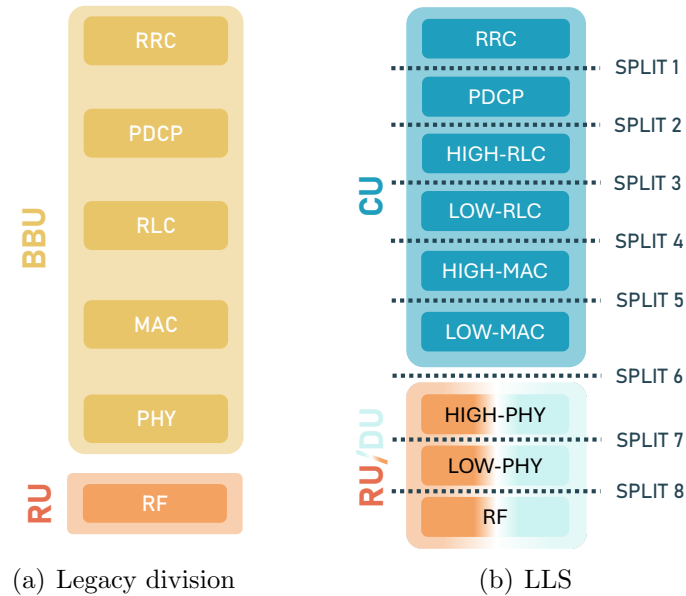 BBU
RRC
PDCP
RLC
MAC
PHY
RU
RF
(a) Legacy division
CU
RRC
SPLIT 1
PDCP
SPLIT 2
HIGH-RLC
SPLIT 3
LOW-RLC
SPLIT 4
HIGH-MAC
SPLIT 5
LOW-MAC
SPLIT 6
RU/DU
HIGH-PHY
SPLIT 7
LOW-PHY
SPLIT 8
RF
(b) LLS